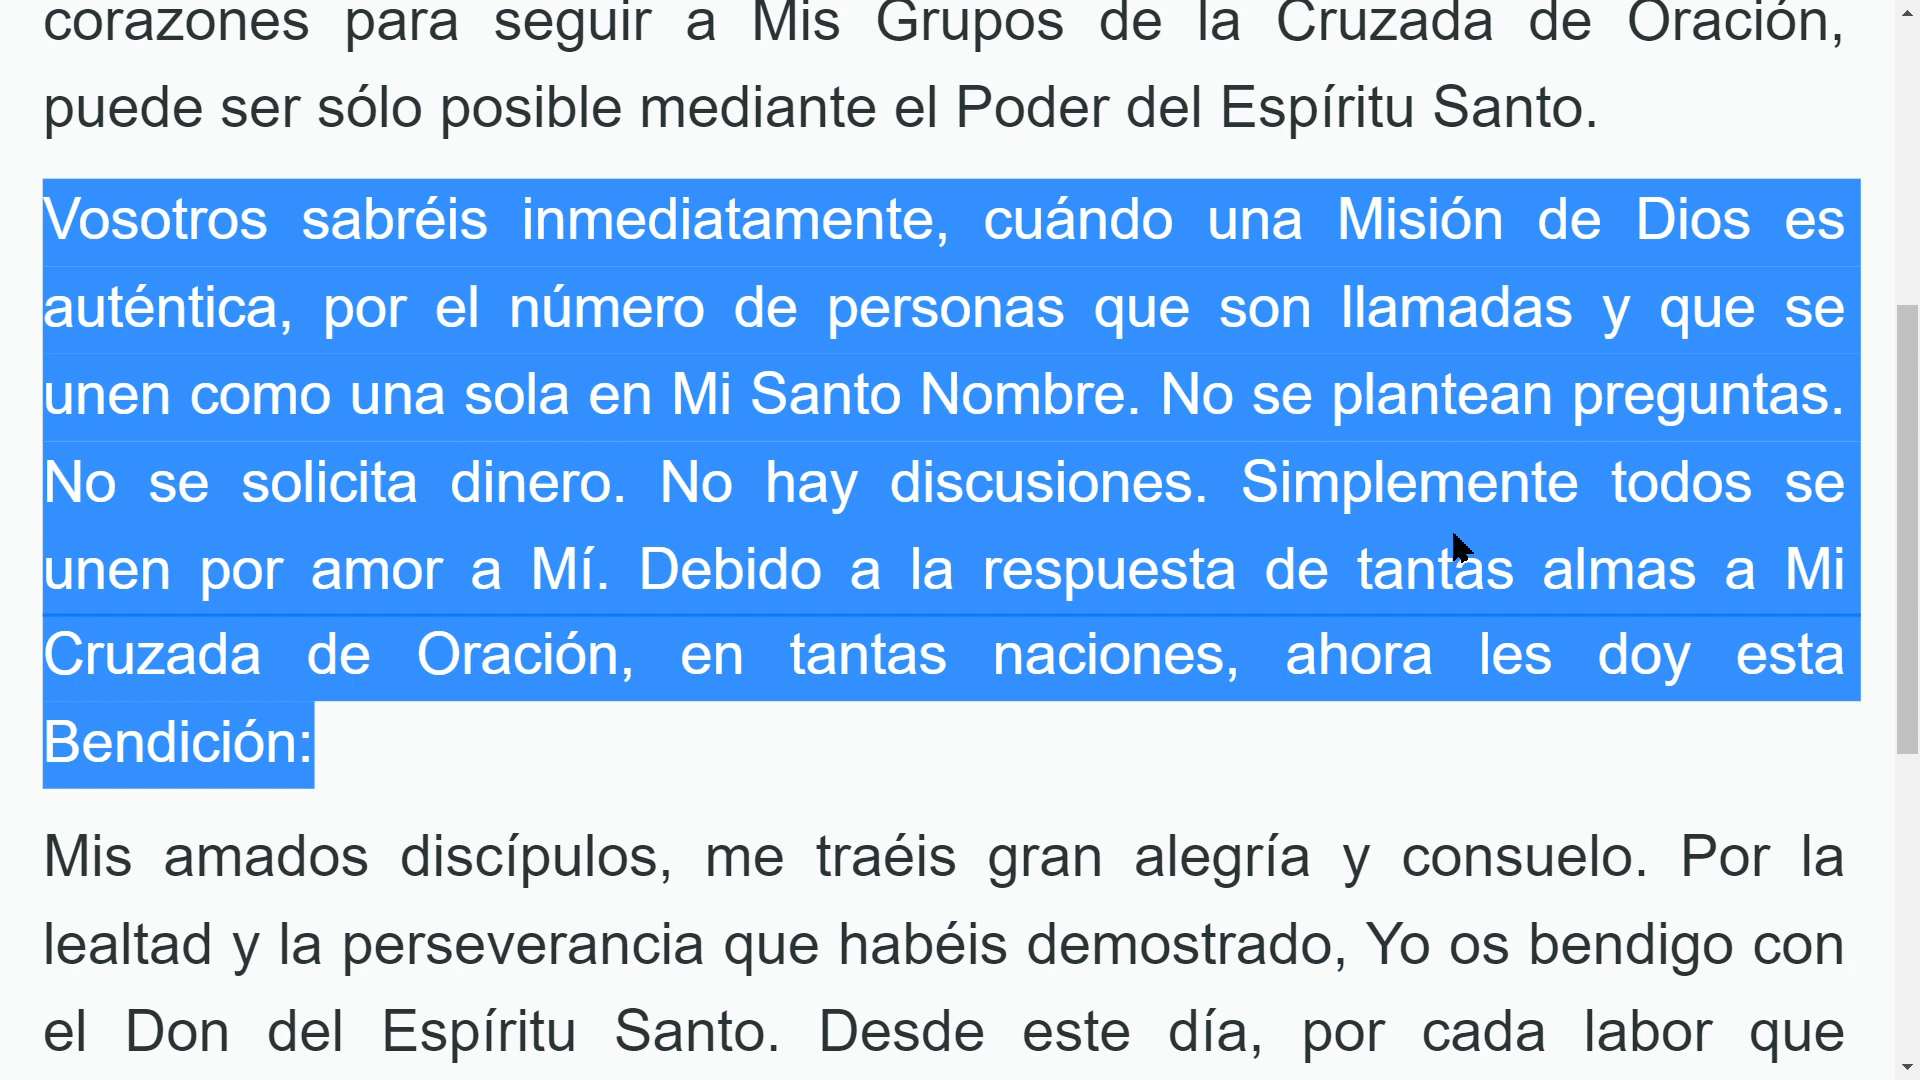 corazones para seguir a Mis Grupos de la Cruzada de Oración,
puede ser sólo posible mediante el Poder del Espíritu Santo.
Vosotros sabréis inmediatamente, cuándo una Misión de Dios es
auténtica, por el número de personas que son llamadas y que se
unen como una sola en Mi Santo Nombre. No se plantean preguntas.
No se solicita dinero. No hay discusiones. Simplemente todos se
unen por amor a Mí. Debido a la respuesta de tantas almas a Mi
Cruzada de Oración, en tantas naciones, ahora les doy esta
Bendición:
Mis amados discípulos, me traéis gran alegría y consuelo. Por la
lealtad y la perseverancia que habéis demostrado, Yo os bendigo con
el Don del Espíritu Santo. Desde este día, por cada labor que